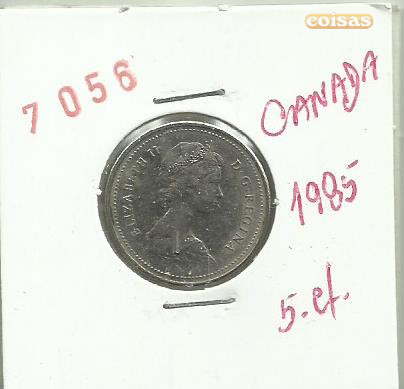 coisas
7056
CANADA
1985
5.ct.
ELIZABETH II D·G·REGINA